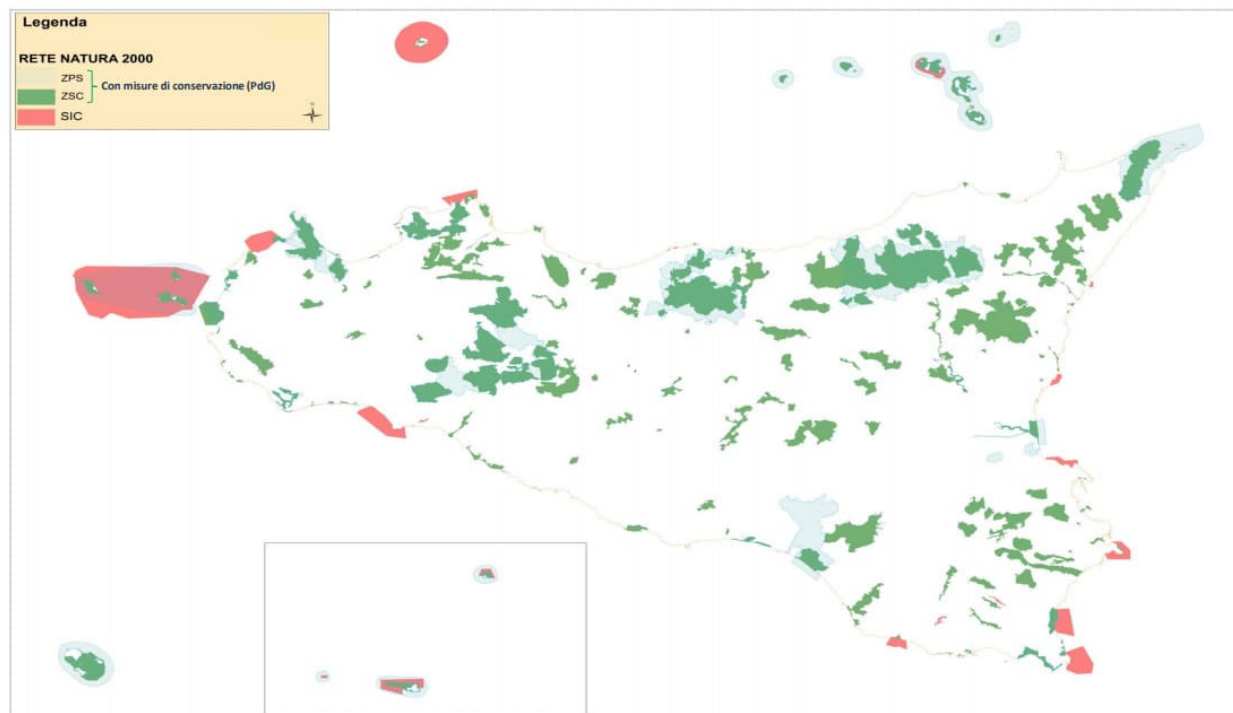 Legenda
RETE NATURA 2000
ZPS
Con misure di conservazione (PdG)
ZSC
SIC